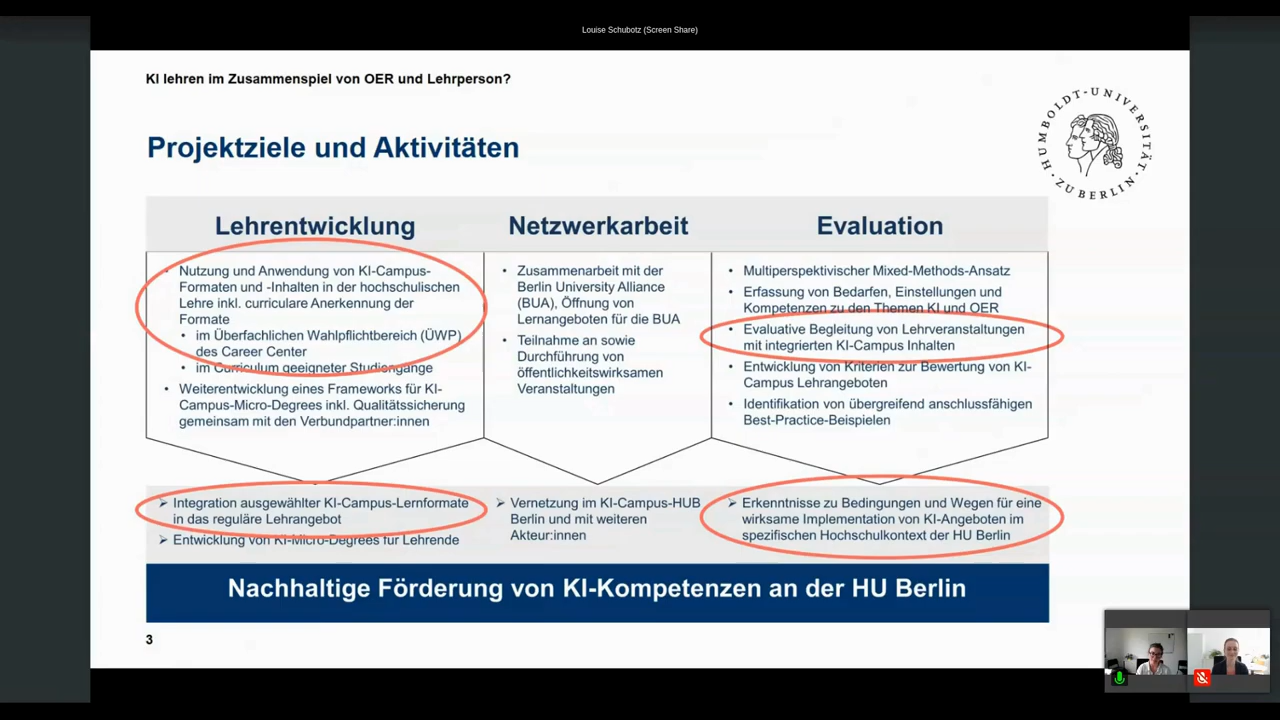 Louise Schubotz (Screen Share)
KI lehren im Zusammenspiel von OER und Lehrperson?
HUMBOLDT-UNIVERSITÄT
· ZU BERLIN ·
Projektziele und Aktivitäten
Lehrentwicklung
• Nutzung und Anwendung von KI-Campus-
Formaten und -Inhalten in der hochschulischen
Lehre inkl. curriculare Anerkennung der
Formate
• im Überfachlichen Wahlpflichtbereich (ÜWP)
des Career Center
• im Curriculum geeigneter Studiengänge
• Weiterentwicklung eines Frameworks für KI-
Campus-Micro-Degrees inkl. Qualitätssicherung
gemeinsam mit den Verbundpartner:innen
Netzwerkarbeit
• Zusammenarbeit mit der
Berlin University Alliance
(BUA), Öffnung von
Lernangeboten für die BUA
• Teilnahme an sowie
Durchführung von
öffentlichkeitswirksamen
Veranstaltungen
Evaluation
• Multiperspektivischer Mixed-Methods-Ansatz
• Erfassung von Bedarfen, Einstellungen und
Kompetenzen zu den Themen KI und OER
• Evaluative Begleitung von Lehrveranstaltungen
mit integrierten KI-Campus Inhalten
• Entwicklung von Kriterien zur Bewertung von KI-
Campus Lehrangeboten
• Identifikation von übergreifend anschlussfähigen
Best-Practice-Beispielen
➢ Integration ausgewählter KI-Campus-Lernformate
in das reguläre Lehrangebot
➢ Entwicklung von KI-Micro-Degrees für Lehrende
➢ Vernetzung im KI-Campus-HUB
Berlin und mit weiteren
Akteur:innen
➢ Erkenntnisse zu Bedingungen und Wegen für eine
wirksame Implementation von KI-Angeboten im
spezifischen Hochschulkontext der HU Berlin
Nachhaltige Förderung von KI-Kompetenzen an der HU Berlin
3